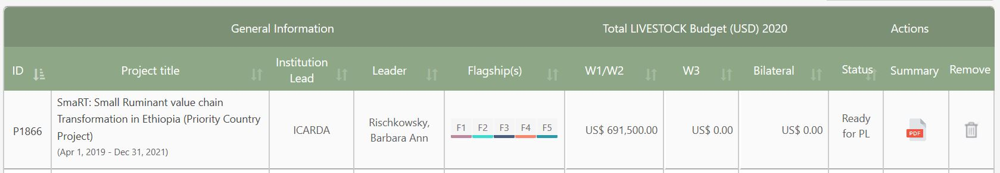 General Information
Total LIVESTOCK Budget (USD) 2020
Actions
ID
Project title
Institution
Lead
Leader
Flagship(s)
W1/W2
W3
Bilateral
Status
Summary
Remove
P1866
SmaRT: Small Ruminant value chain
Transformation in Ethiopia (Priority Country
Project)
(Apr 1, 2019 - Dec 31, 2021)
ICARDA
Rischkowsky,
Barbara Ann
F1 F2 F3 F4 F5
US$ 691,500.00
US$ 0.00
US$ 0.00
Ready
for PL
PDF